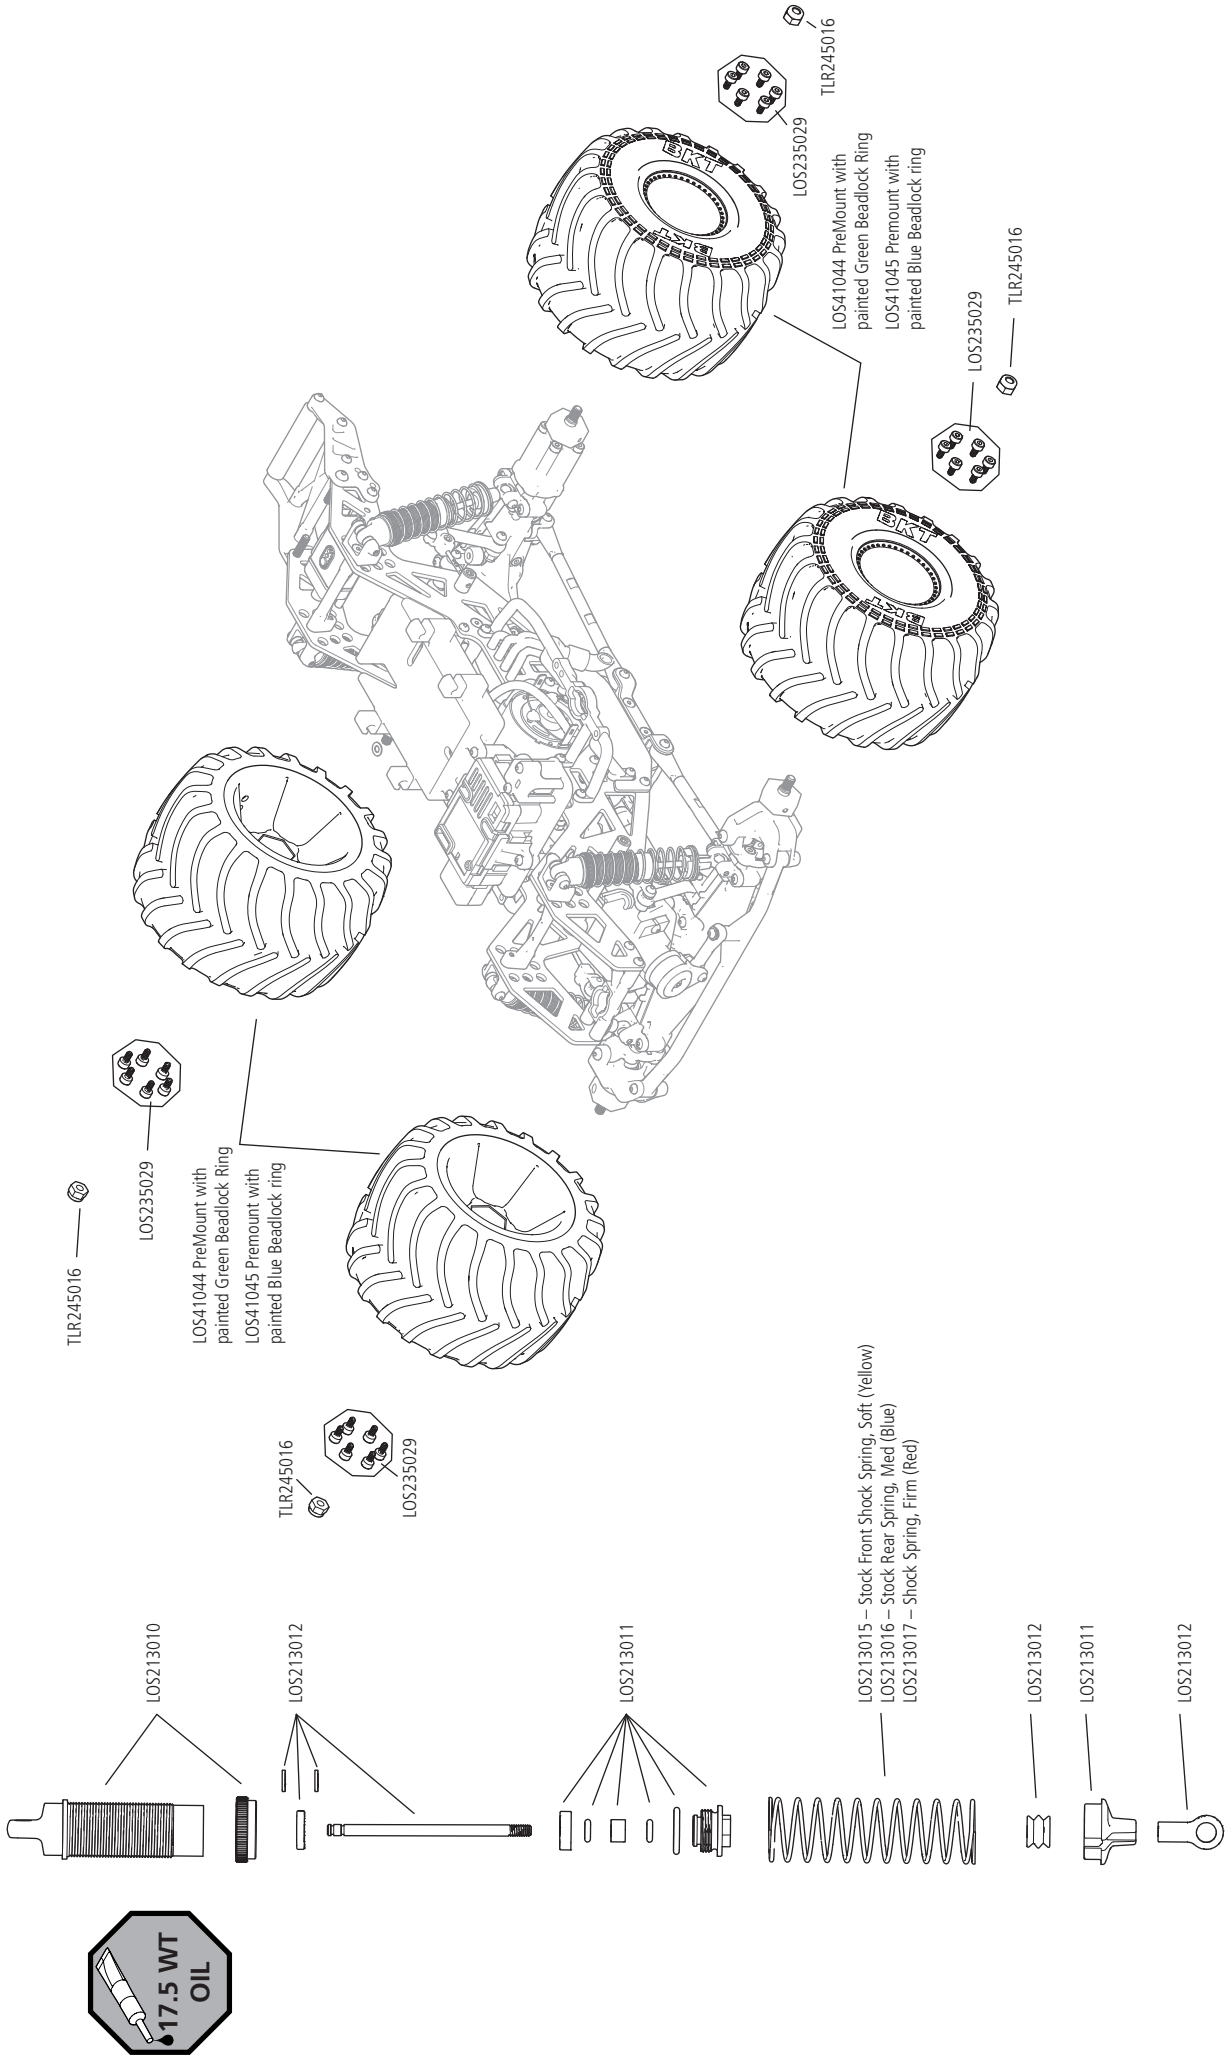 17.5 WT
OIL
LOS213010
LOS213012
LOS213011
LOS213015 – Stock Front Shock Spring, Soft (Yellow)
LOS213016 – Stock Rear Spring, Med (Blue)
LOS213017 – Shock Spring, Firm (Red)
LOS213012
LOS213011
LOS213012
TLR245016
LOS235029
LOS41044 PreMount with
painted Green Beadlock Ring
LOS41045 Premount with
painted Blue Beadlock ring
TLR245016
LOS235029
BKT
BKT
TLR245016
LOS235029
LOS41044 PreMount with
painted Green Beadlock Ring
LOS41045 Premount with
painted Blue Beadlock ring
BKT
BKT
LOS235029
TLR245016